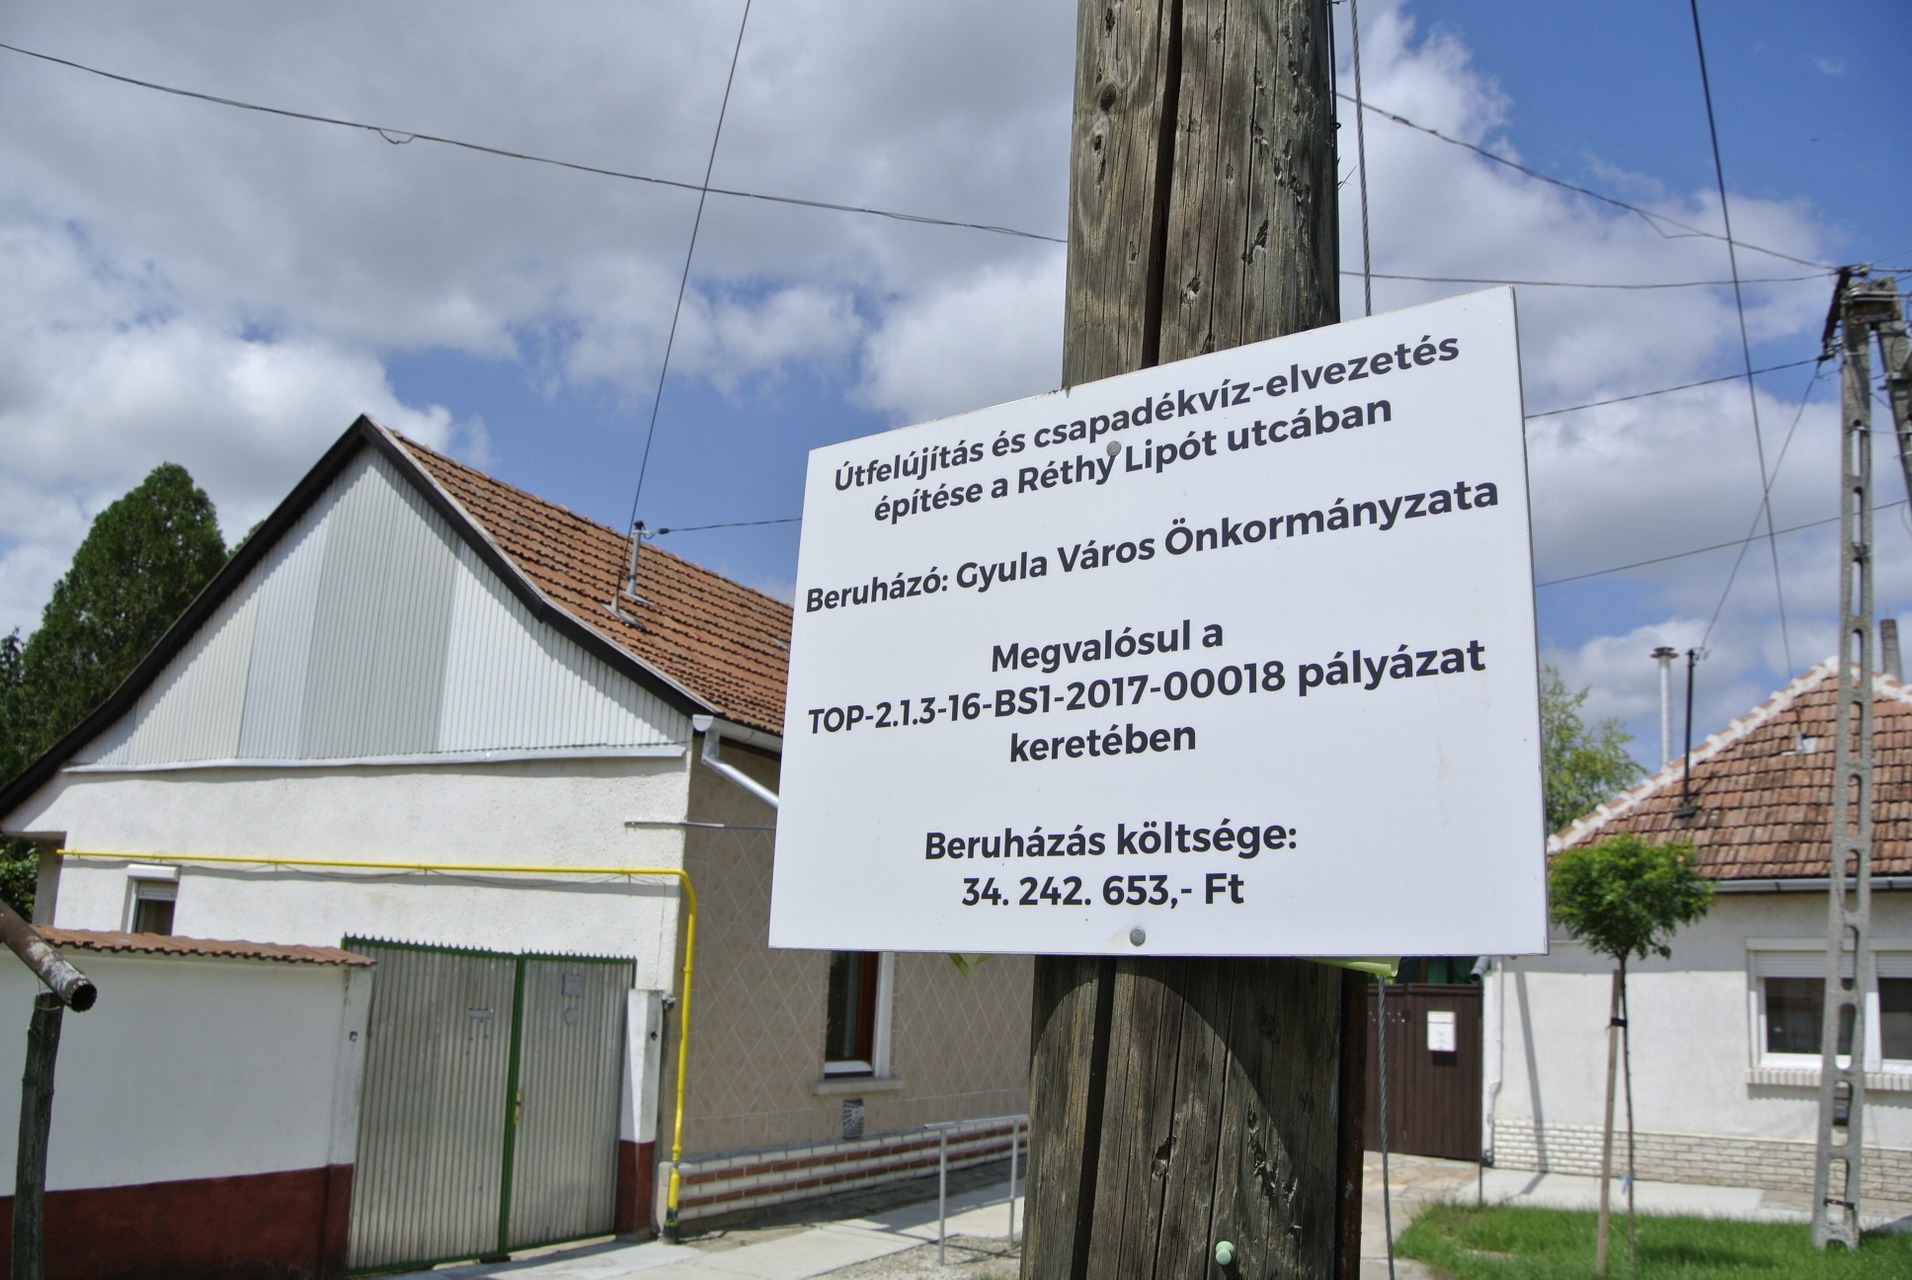 Útfelújítás és csapadékvíz-elvezetés
építése a Réthy Lipót utcában
Beruházó: Gyula Város Önkormányzata
Megvalósul a
TOP-2.1.3-16-BS1-2017-00018 pályázat
keretében
Beruházás költsége:
34. 242. 653,- Ft